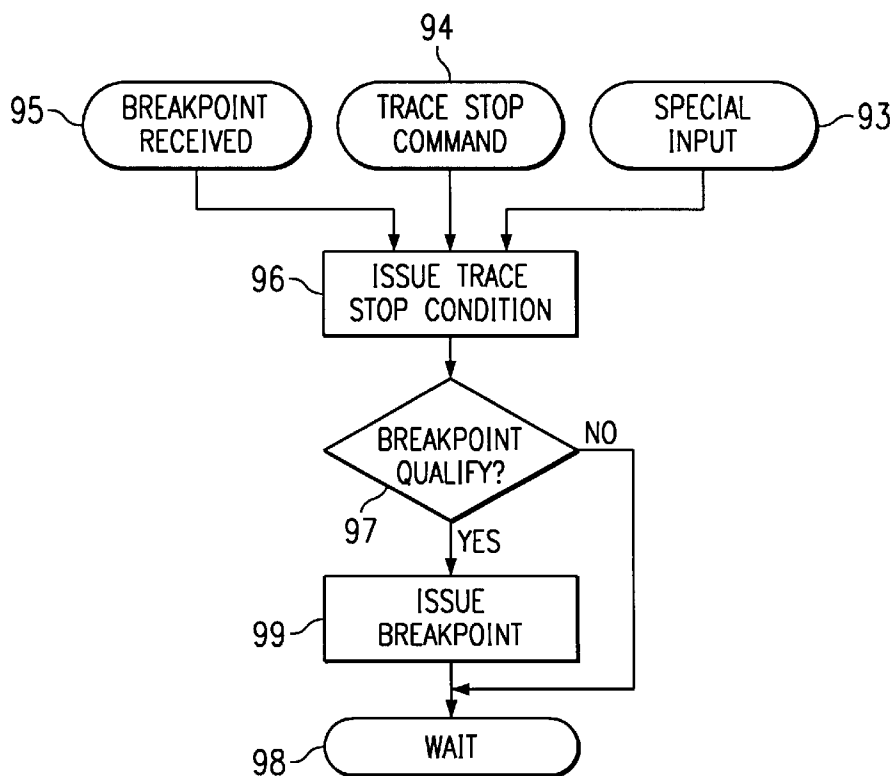 94
95
BREAKPOINT
RECEIVED
TRACE STOP
COMMAND
SPECIAL
INPUT
93
96
ISSUE TRACE
STOP CONDITION
BREAKPOINT
QUALIFY?
NO
97
YES
99
ISSUE
BREAKPOINT
98
WAIT